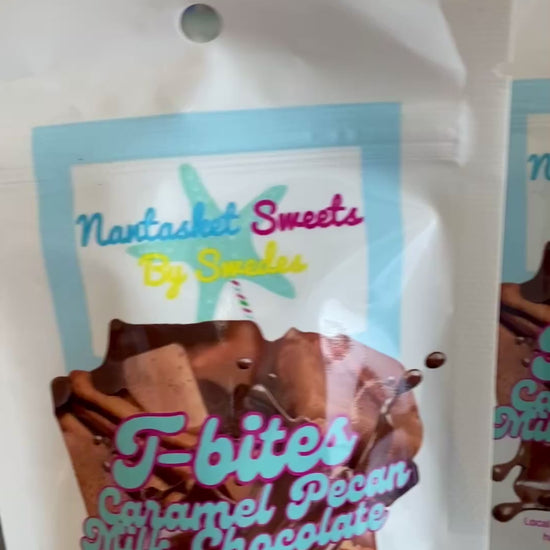 Nantasket Sweets
By Swedes
T-bites
Caramel Pecan
Milk Chocolate